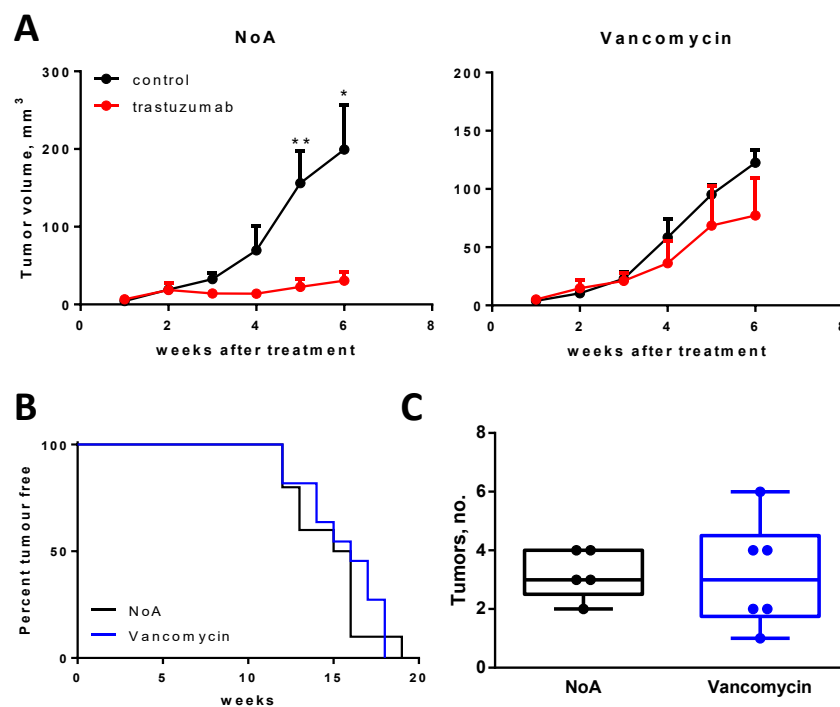 A
NoA
Vancomycin
control
trastuzumab
Tumor volume, mm3
300
200
100
0
*
**
0 2 4 6 8
weeks after treatment
200
150
100
50
0
0 2 4 6 8
weeks after treatment
B
Percent tumour free
100
50
0
NoA
Vancomycin
0 5 10 15 20
weeks
C
Tumors, no.
8
6
4
2
0
NoA
Vancomycin